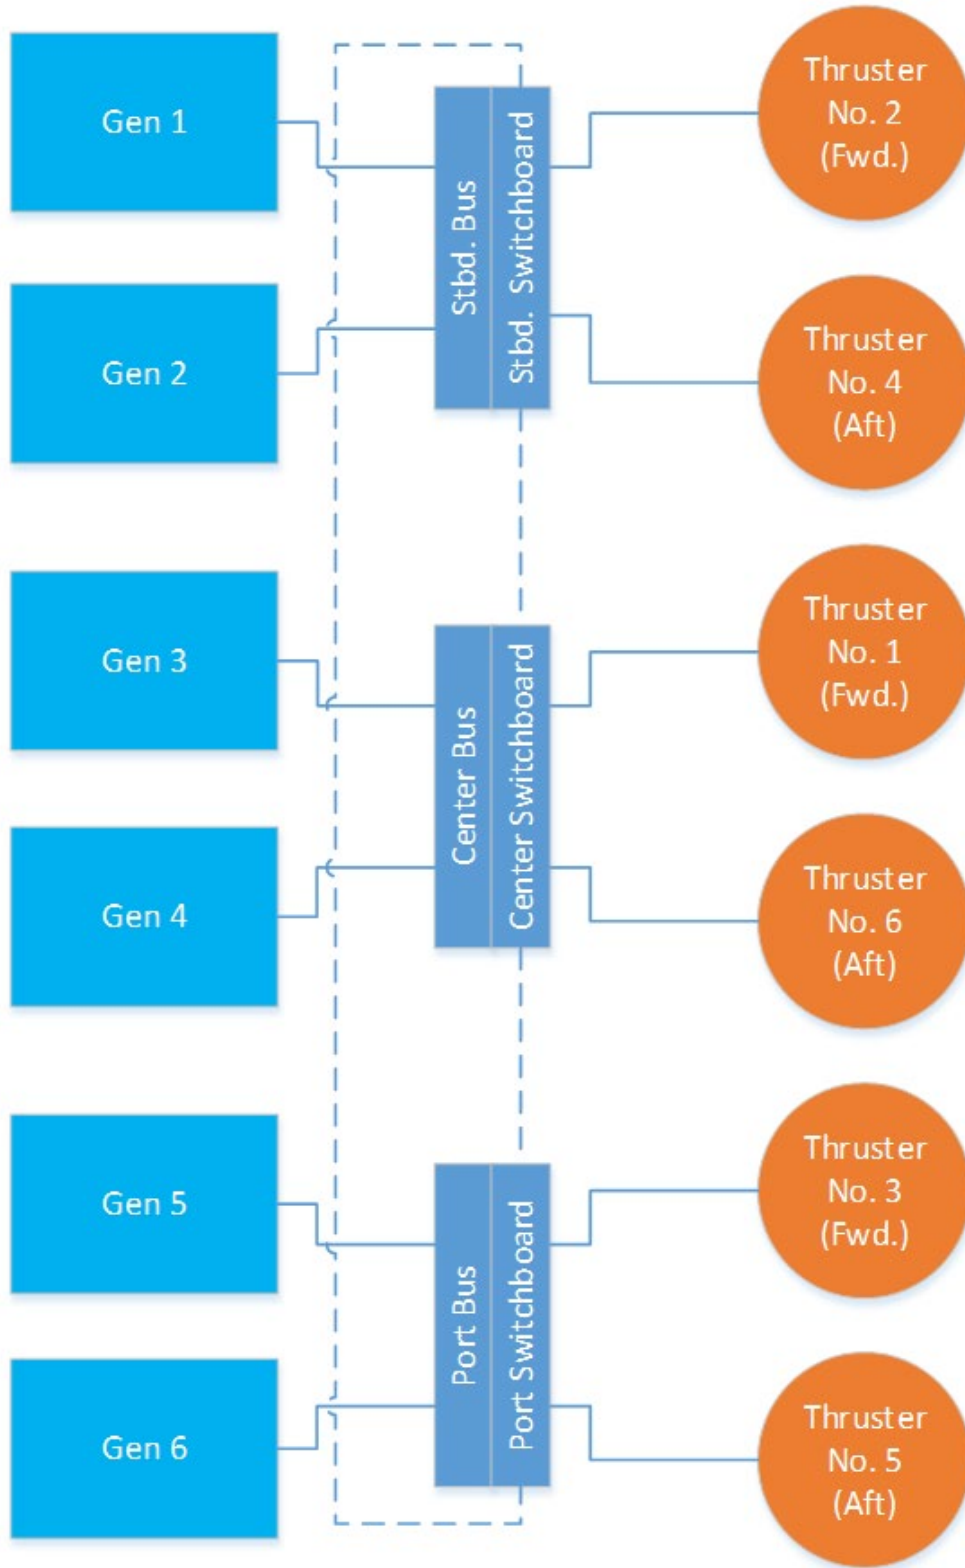 Gen 1
Gen 2
Gen 3
Gen 4
Gen 5
Gen 6
Stbd. Bus
Stbd. Switchboard
Center Bus
Center Switchboard
Port Bus
Port Switchboard
Thruster
No. 2
(Fwd.)
Thruster
No. 4
(Aft)
Thruster
No. 1
(Fwd.)
Thruster
No. 6
(Aft)
Thruster
No. 3
(Fwd.)
Thruster
No. 5
(Aft)